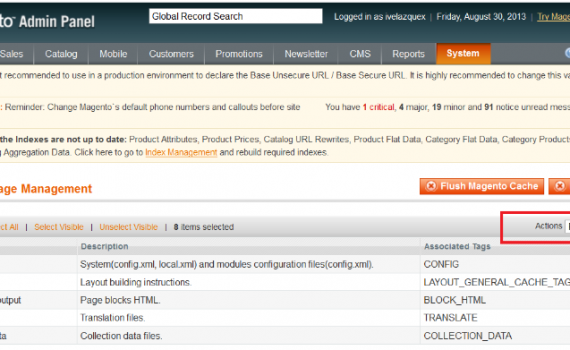 to Admin Panel
Global Record Search
Logged in as ivelazquex | Friday, August 30, 2013 | Try Mage
Sales Catalog Mobile Customers Promotions Newsletter CMS Reports System
t recommended to use in a production environment to declare the Base Unsecure URL / Base Secure URL. It is highly recommended to change this va
: Reminder: Change Magento`s default phone numbers and callouts before site You have 1 critical, 4 major, 19 minor and 91 notice unread mess
the Indexes are not up to date: Product Attributes, Product Prices, Catalog URL Rewrites, Product Flat Data, Category Flat Data, Category Products
g Aggregation Data. Click here to go to Index Management and rebuild required indexes.
age Management
Flush Magento Cache
ct All | Select Visible | Unselect Visible | 8 items selected
Actions
Description Associated Tags
System(config.xml, local.xml) and modules configuration files(config.xml). CONFIG
Layout building instructions. LAYOUT_GENERAL_CACHE_TAG
output Page blocks HTML. BLOCK_HTML
Translation files. TRANSLATE
ta Collection data files. COLLECTION_DATA